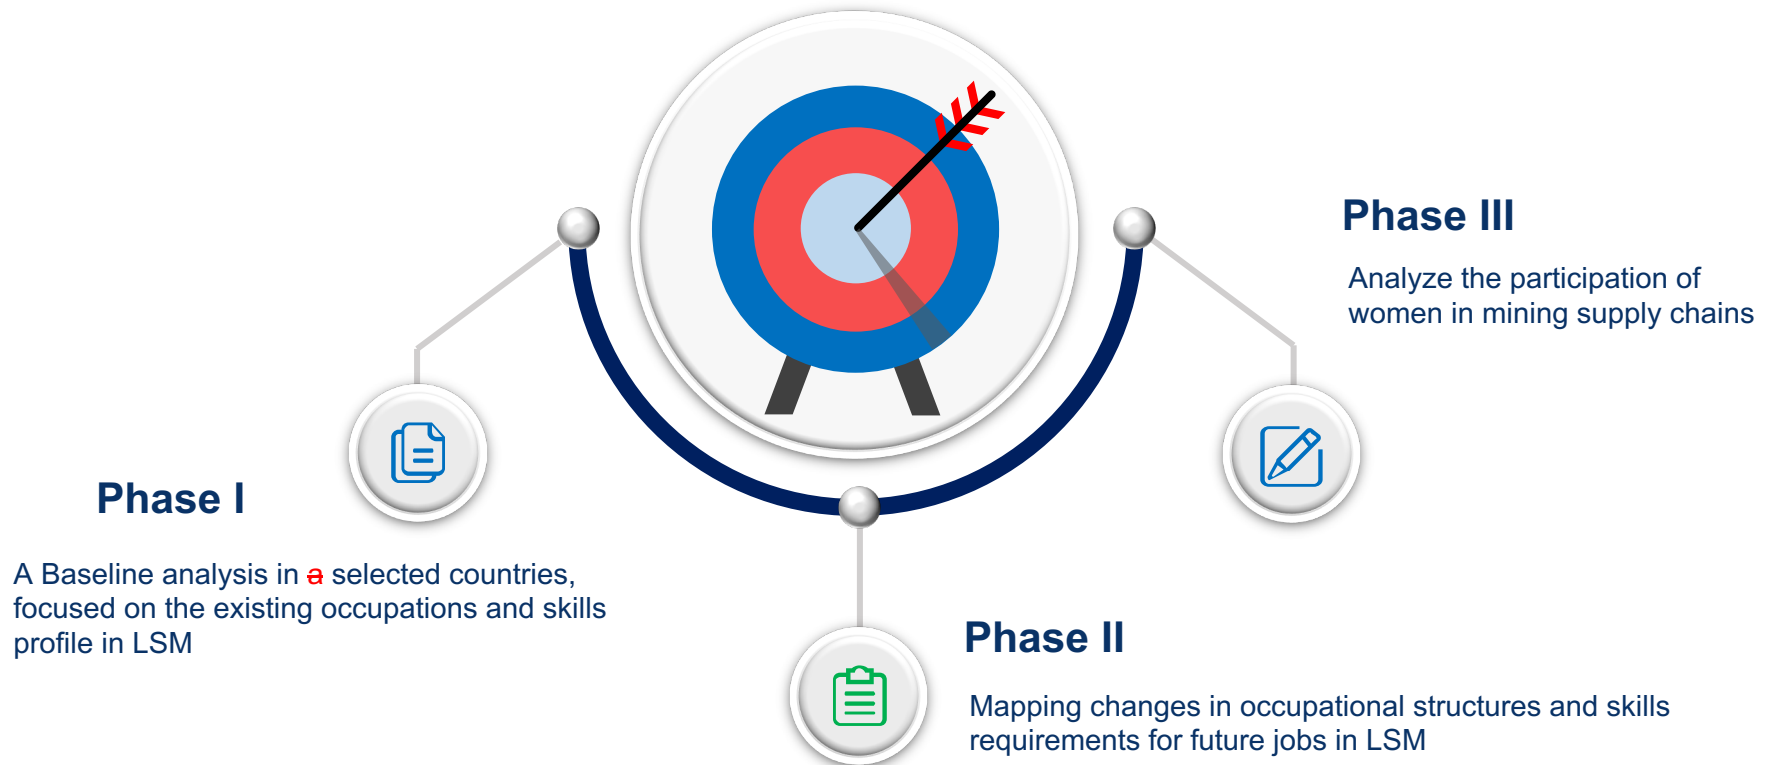 Phase I
A Baseline analysis in a selected countries,
focused on the existing occupations and skills
profile in LSM
Phase II
Mapping changes in occupational structures and skills
requirements for future jobs in LSM
Phase III
Analyze the participation of
women in mining supply chains